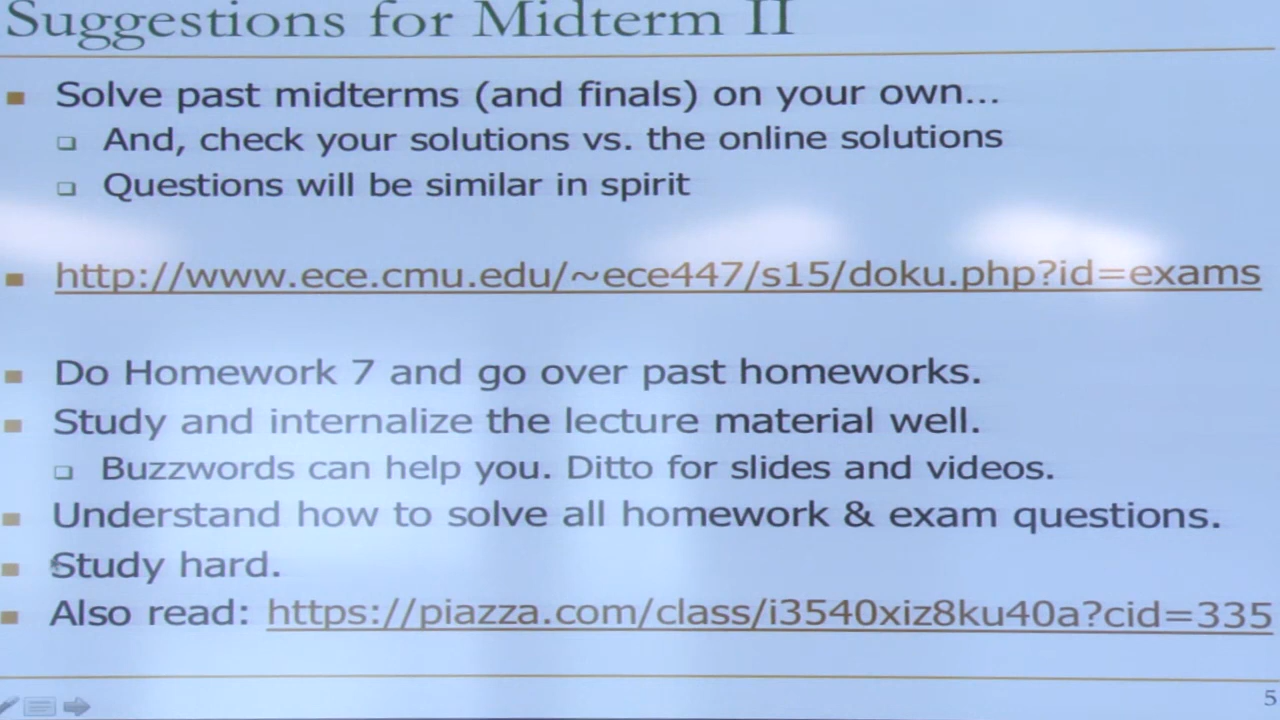 Suggestions for Midterm II
Solve past midterms (and finals) on your own...
And, check your solutions vs. the online solutions
Questions will be similar in spirit
http://www.ece.cmu.edu/~ece447/s15/doku.php?id=exams
Do Homework 7 and go over past homeworks.
Study and internalize the lecture material well.
Buzzwords can help you. Ditto for slides and videos.
Understand how to solve all homework & exam questions.
Study hard.
Also read: https://piazza.com/class/i3540xiz8ku40a?cid=335
5